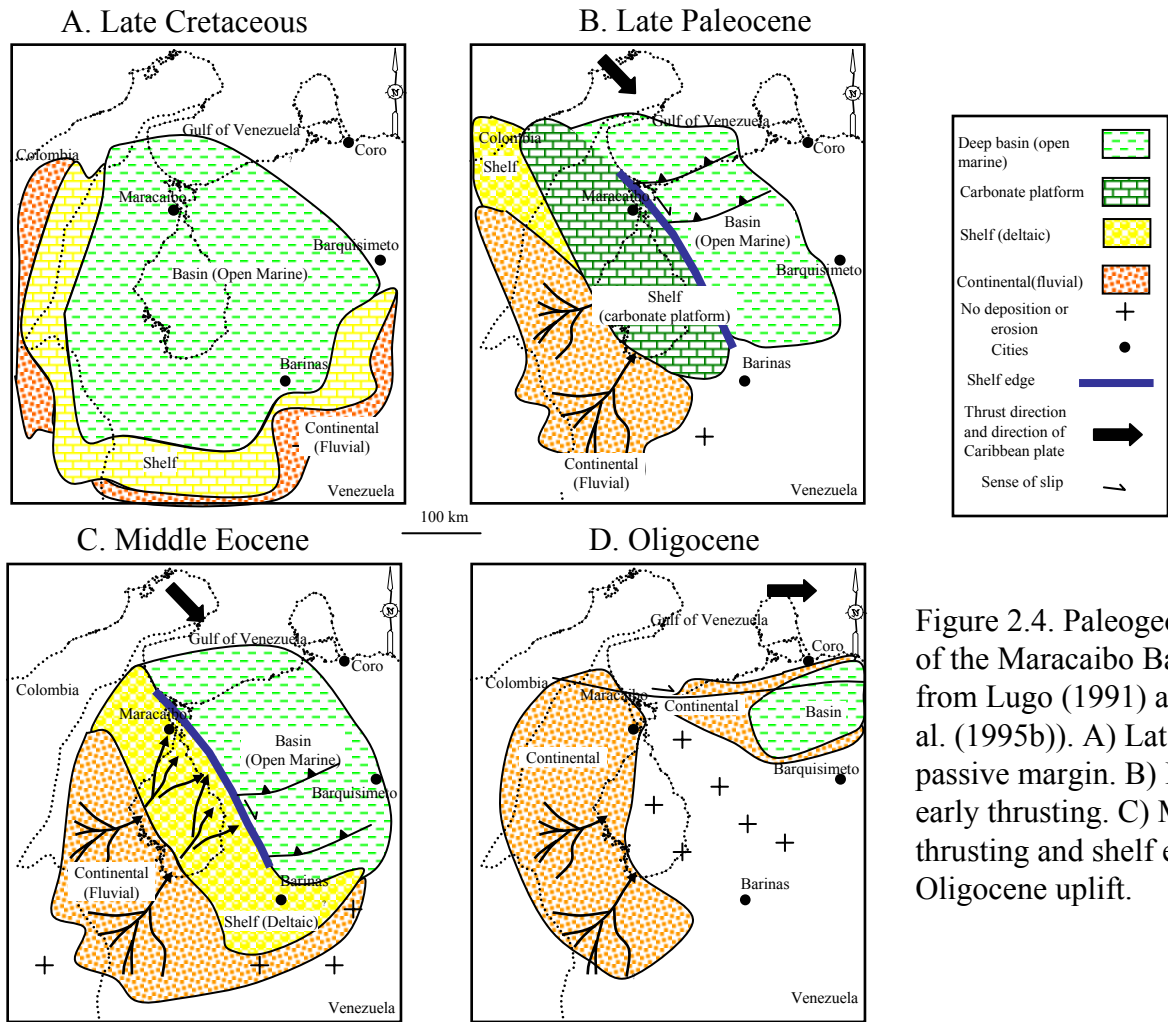 A. Late Cretaceous
Gulf of Venezuela
Coro
Colombia
Maracaibo
Barquisimeto
Basin (Open Marine)
Barinas
Continental
(Fluvial)
Shelf
Venezuela
B. Late Paleocene
Gulf of Venezuela
Colombia
Coro
Shelf
Maracaibo
Basin
(Open Marine)
Barquisimeto
Shelf
(carbonate platform)
Barinas
Continental
(Fluvial)
Venezuela
Deep basin (open
marine)
Carbonate platform
Shelf (deltaic)
Continental(fluvial)
No deposition or
erosion
Cities
Shelf edge
Thrust direction
and direction of
Caribbean plate
Sense of slip
100 km
C. Middle Eocene
Gulf of Venezuela
Coro
Colombia
Maracaibo
Basin
(Open Marine)
Barquisimeto
Continental
(Fluvial)
Barinas
?
Shelf (Deltaic)
Venezuela
D. Oligocene
Gulf of Venezuela
Coro
Colombia
Maracaibo
Continental
Basin
Continental
Barquisimeto
Barinas
Venezuela
Figure 2.4. Paleogeo
of the Maracaibo Ba
from Lugo (1991) a
al. (1995b)). A) Lat
passive margin. B) 
early thrusting. C) M
thrusting and shelf e
Oligocene uplift.